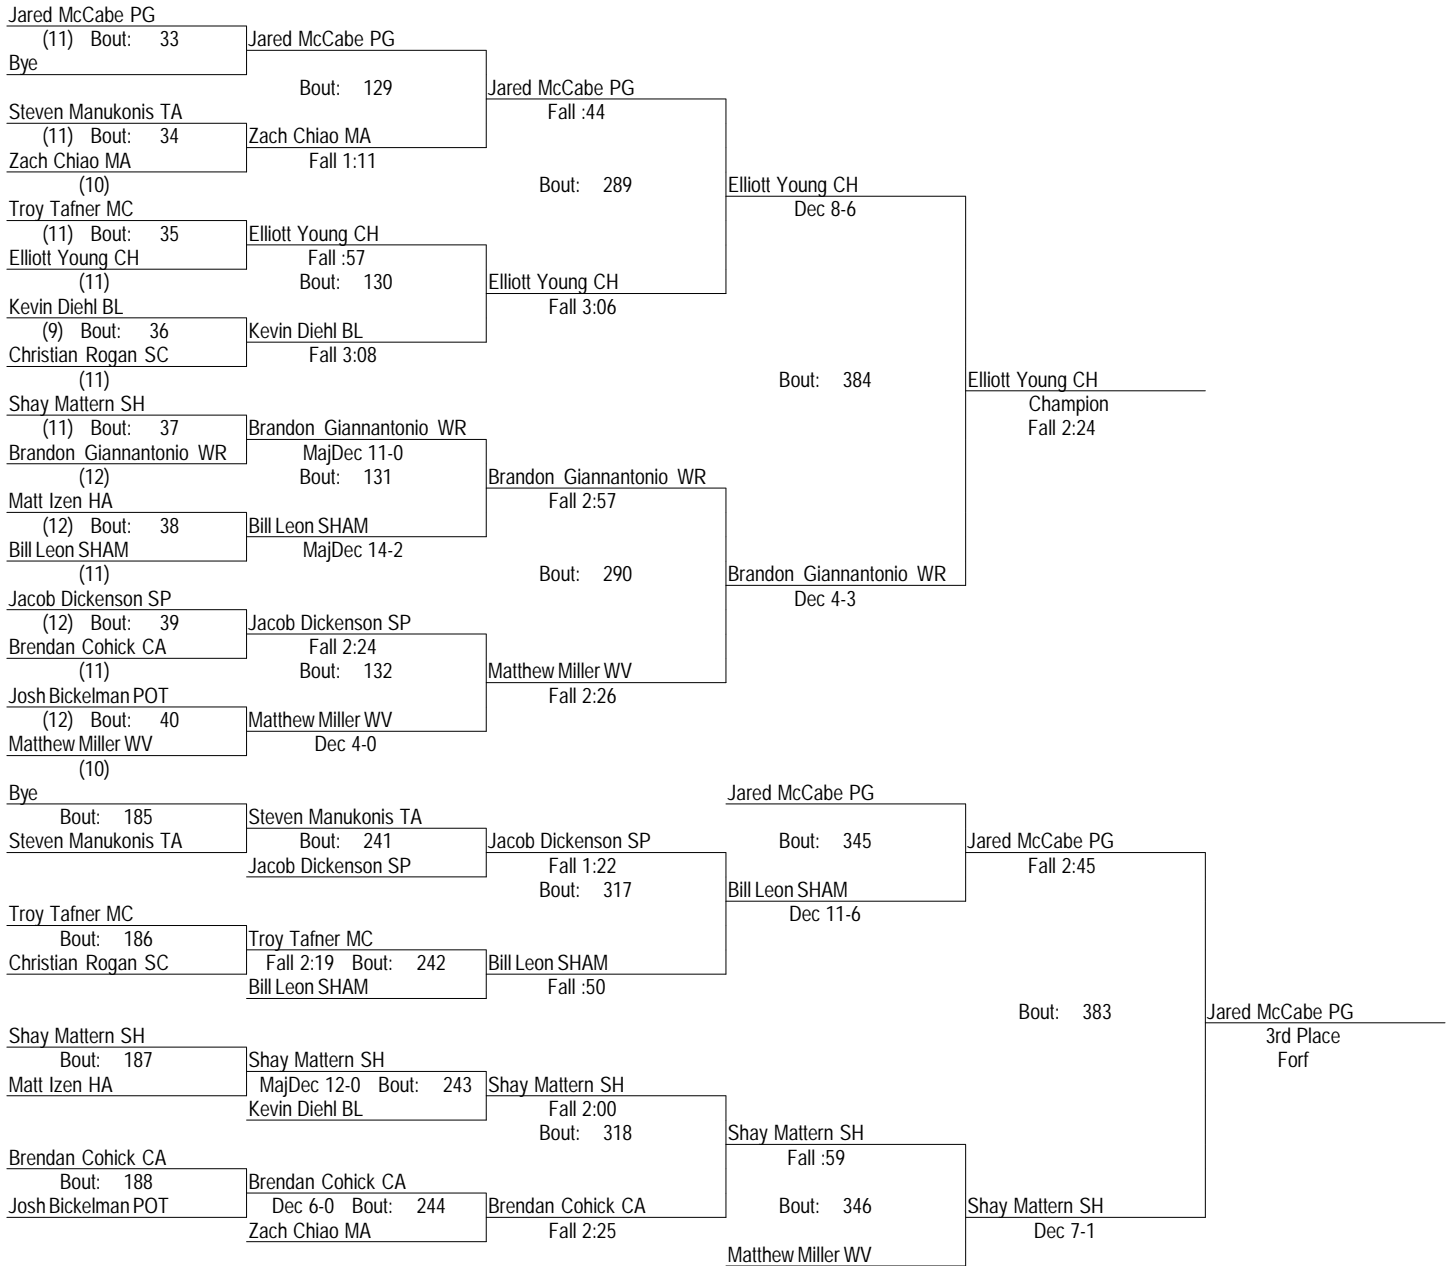 Jared McCabe PG
(11) Bout: 33
Jared McCabe PG
Bye
Bout: 129
Jared McCabe PG
Steven Manukonis TA
Fall :44
(11) Bout: 34
Zach Chiao MA
Zach Chiao MA
Fall 1:11
(10)
Bout: 289
Elliott Young CH
Troy Tafner MC
Dec 8-6
(11) Bout: 35
Elliott Young CH
Elliott Young CH
Fall :57
(11)
Bout: 130
Elliott Young CH
Kevin Diehl BL
Fall 3:06
(9) Bout: 36
Kevin Diehl BL
Christian Rogan SC
Fall 3:08
(11)
Bout: 384
Elliott Young CH
Shay Mattern SH
Champion
(11) Bout: 37
Brandon Giannantonio WR
Fall 2:24
Brandon Giannantonio WR
MajDec 11-0
(12)
Bout: 131
Brandon Giannantonio WR
Matt Izen HA
Fall 2:57
(12) Bout: 38
Bill Leon SHAM
Bill Leon SHAM
MajDec 14-2
(11)
Bout: 290
Brandon Giannantonio WR
Jacob Dickenson SP
Dec 4-3
(12) Bout: 39
Jacob Dickenson SP
Brendan Cohick CA
Fall 2:24
(11)
Bout: 132
Matthew Miller WV
Josh Bickelman POT
Fall 2:26
(12) Bout: 40
Matthew Miller WV
Matthew Miller WV
Dec 4-0
(10)
Bye
Jared McCabe PG
Bout: 185
Steven Manukonis TA
Steven Manukonis TA
Bout: 241
Jacob Dickenson SP
Bout: 345
Jared McCabe PG
Jacob Dickenson SP
Fall 1:22
Fall 2:45
Bout: 317
Bill Leon SHAM
Troy Tafner MC
Dec 11-6
Bout: 186
Troy Tafner MC
Christian Rogan SC
Fall 2:19 Bout: 242
Bill Leon SHAM
Bill Leon SHAM
Fall :50
Bout: 383
Jared McCabe PG
Shay Mattern SH
3rd Place
Bout: 187
Shay Mattern SH
Forf
Matt Izen HA
MajDec 12-0 Bout: 243
Shay Mattern SH
Kevin Diehl BL
Fall 2:00
Bout: 318
Shay Mattern SH
Brendan Cohick CA
Fall :59
Bout: 188
Brendan Cohick CA
Josh Bickelman POT
Dec 6-0 Bout: 244
Brendan Cohick CA
Bout: 346
Shay Mattern SH
Zach Chiao MA
Fall 2:25
Dec 7-1
Matthew Miller WV